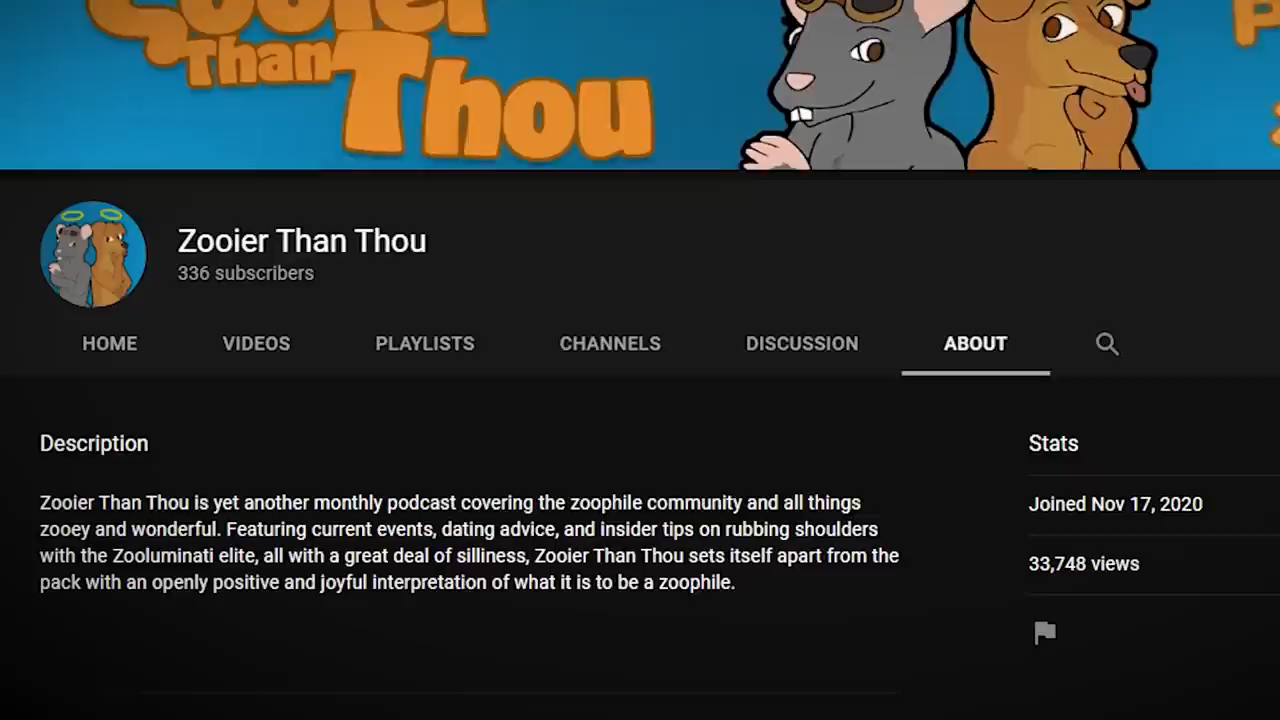 Zooier
Than
Thou
Zooier Than Thou
336 subscribers
HOME VIDEOS PLAYLISTS CHANNELS DISCUSSION ABOUT
Description
Zooier Than Thou is yet another monthly podcast covering the zoophile community and all things
zooey and wonderful. Featuring current events, dating advice, and insider tips on rubbing shoulders
with the Zooluminati elite, all with a great deal of silliness, Zooier Than Thou sets itself apart from the
pack with an openly positive and joyful interpretation of what it is to be a zoophile.
Stats
Joined Nov 17, 2020
33,748 views